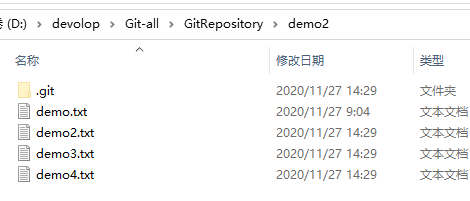 卷 (D:) > devolop > Git-all > GitRepository > demo2
名称 修改日期 类型
.git 2020/11/27 14:29 文件夹
demo.txt 2020/11/27 9:04 文本文档
demo2.txt 2020/11/27 14:29 文本文档
demo3.txt 2020/11/27 14:29 文本文档
demo4.txt 2020/11/27 14:29 文本文档